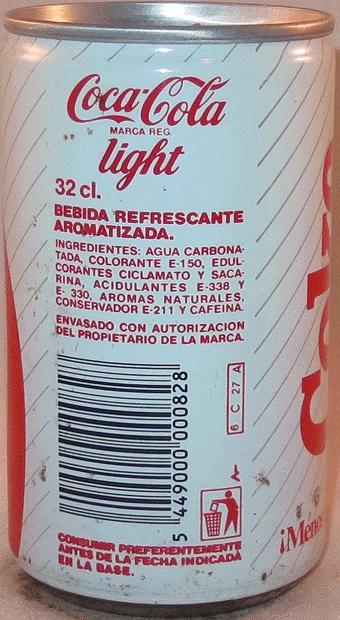 Coca-Cola
MARCA REG.
light
32 cl.
BEBIDA REFRESCANTE
AROMATIZADA.
INGREDIENTES: AGUA CARBONA-
TADA, COLORANTE E-150, EDUL-
CORANTES CICLAMATO Y SACA-
RINA, ACIDULANTES E-338 Y
E- 330, AROMAS NATURALES,
CONSERVADOR E-211 Y CAFEINA.
ENVASADO CON AUTORIZACION
DEL PROPIETARIO DE LA MARCA.
5 449000 000828
6 C 27 A
CONSUMIR PREFERENTEMENTE
ANTES DE LA FECHA INDICADA
EN LA BASE.